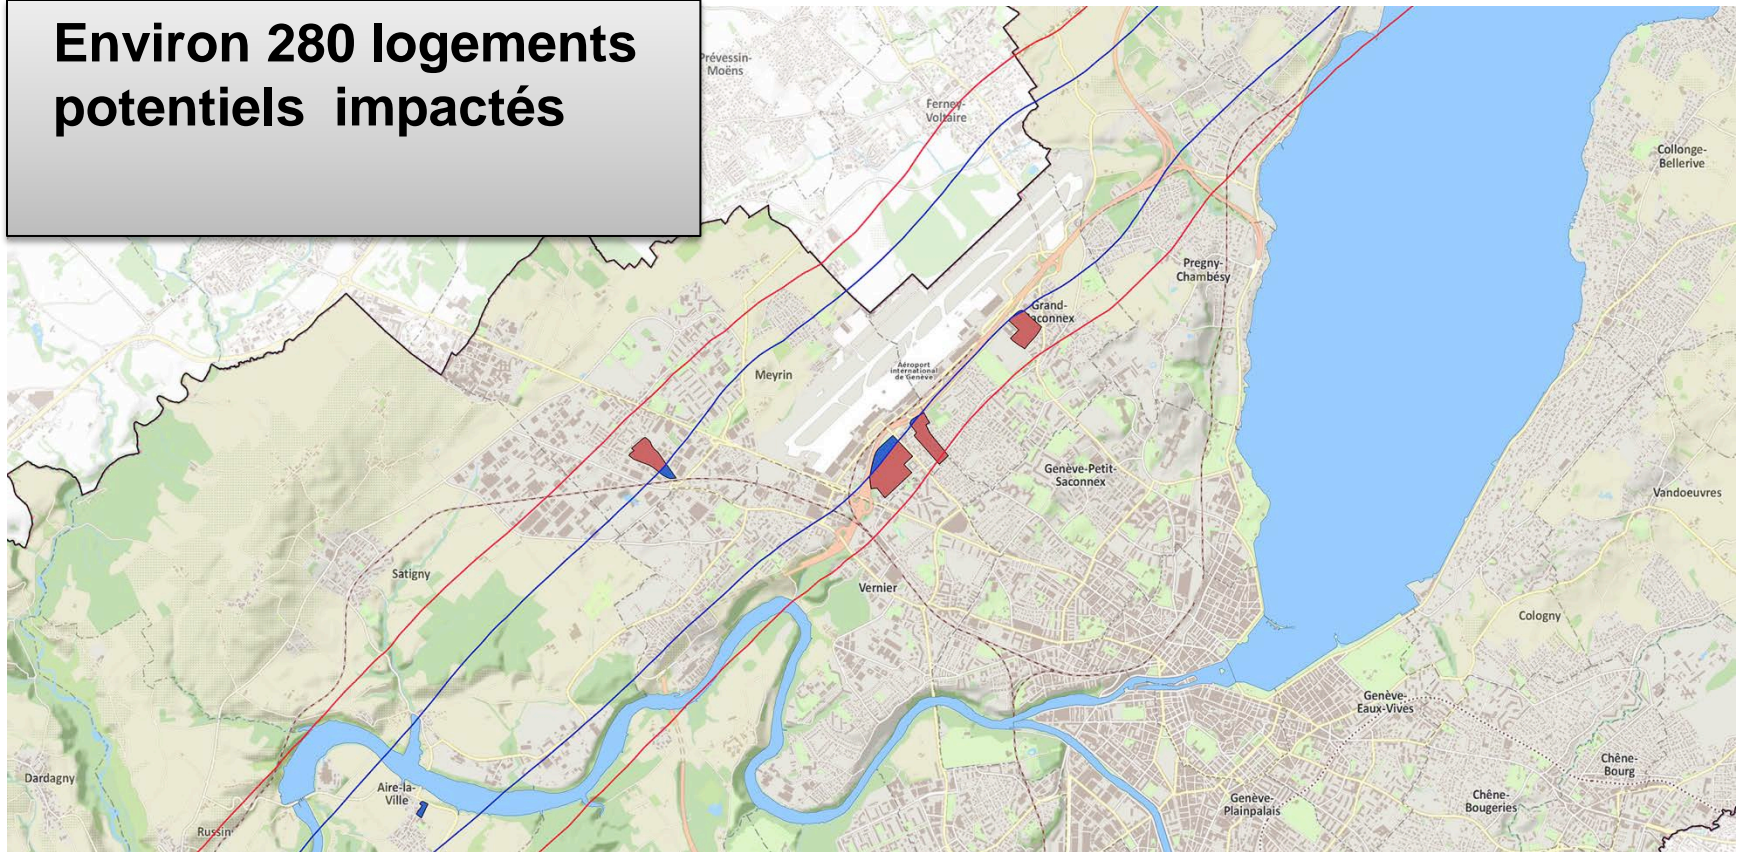 Environ 280 logements
potentiels impactés
Prévessin-
Moëns
Ferney-
Voltaire
Collonge-
Bellerive
Pregny-
Chambésy
Grand-
Saconnex
Aéroport
international
de Genève
Meyrin
Genève-Petit-
Saconnex
Vandoeuvres
Satigny
Vernier
Cologny
Genève-
Eaux-Vives
Chêne-
Bourg
Dardagny
Aire-la-
Ville
Genève-
Plainpalais
Chêne-
Bougeries
Russin